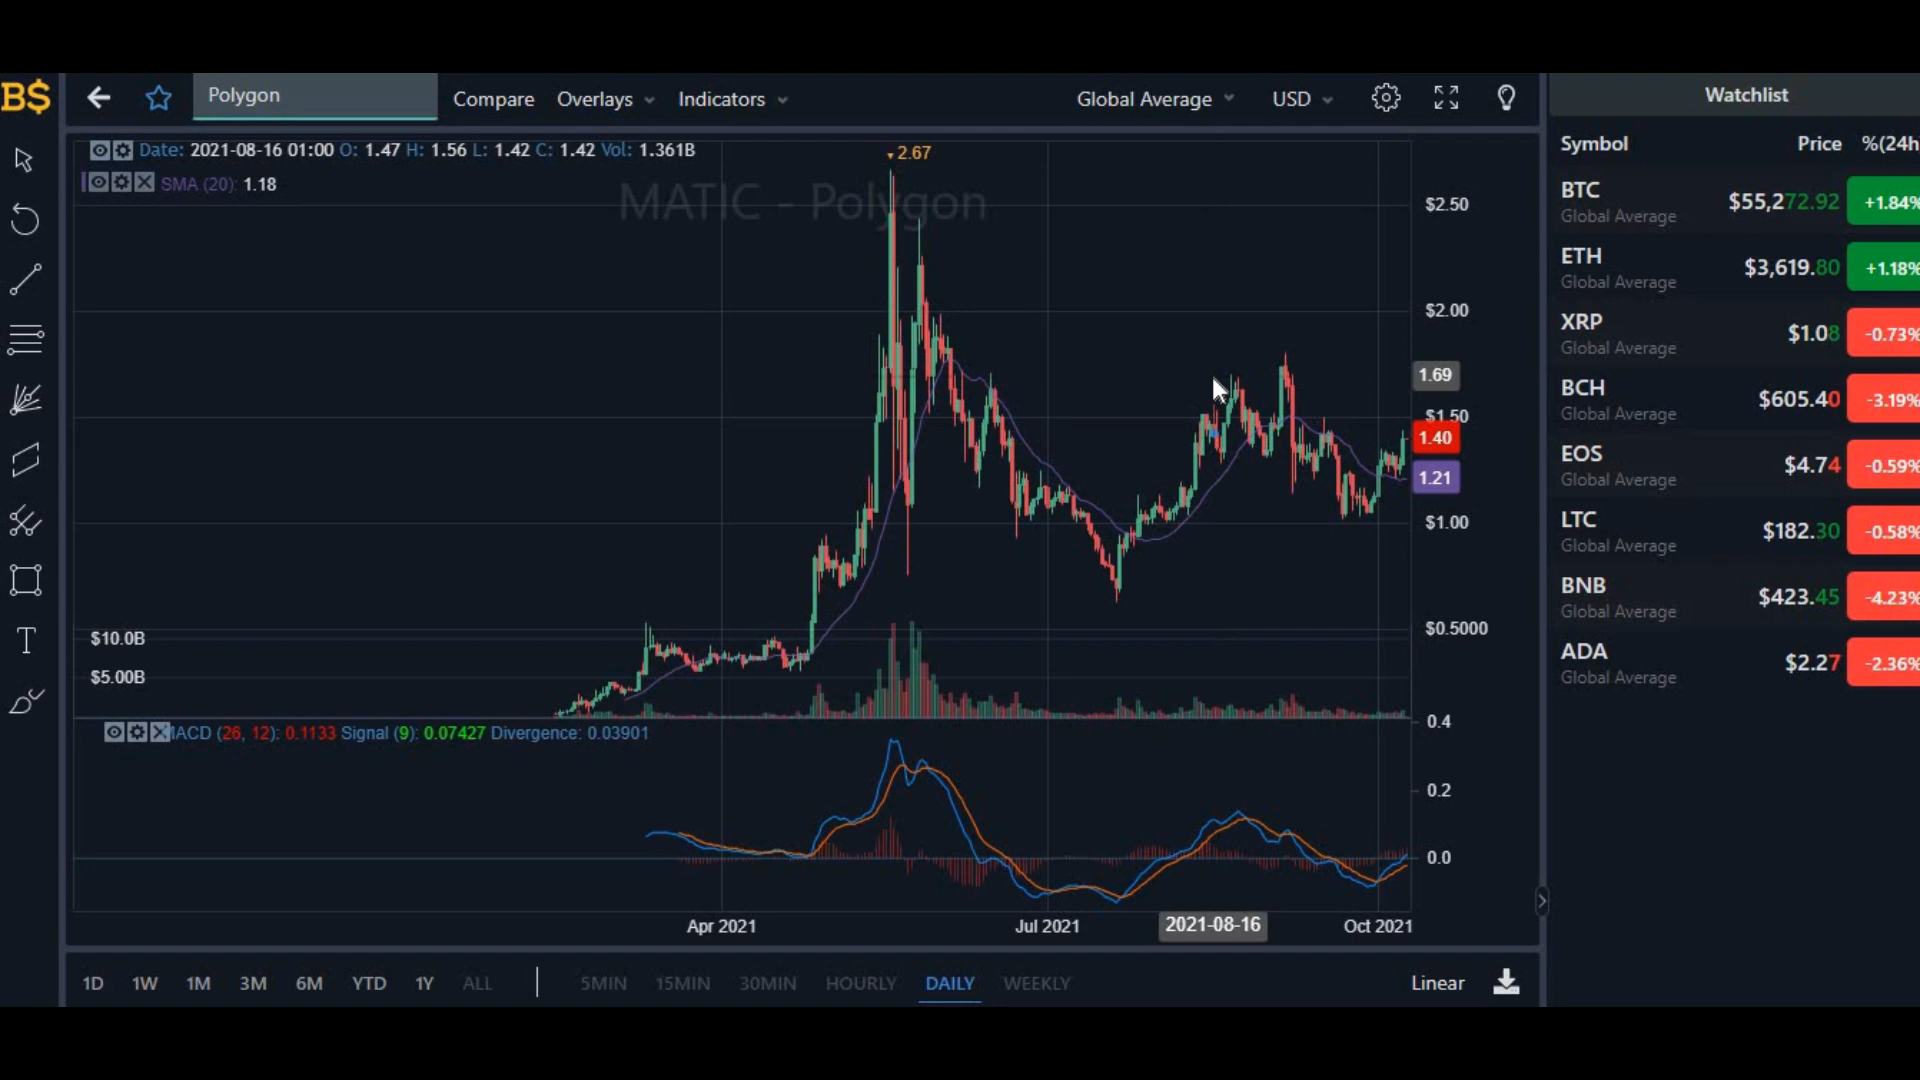 B$
Polygon
Compare Overlays Indicators
Global Average USD
Date: 2021-08-16 01:00 O: 1.47 H: 1.56 L: 1.42 C: 1.42 Vol: 1.361B
SMA (20): 1.18
2.67
MATIC - Polygon
$2.50
$2.00
1.69
$1.50
1.40
1.21
$1.00
$0.5000
$10.0B
$5.00B
MACD (26, 12): 0.1133 Signal (9): 0.07427 Divergence: 0.03901
0.4
0.2
0.0
Apr 2021 Jul 2021 2021-08-16 Oct 2021
1D 1W 1M 3M 6M YTD 1Y ALL 5MIN 15MIN 30MIN HOURLY DAILY WEEKLY Linear
Watchlist
Symbol Price %(24h
BTC $55,272.92 +1.84%
Global Average
ETH $3,619.80 +1.18%
Global Average
XRP $1.08 -0.73%
Global Average
BCH $605.40 -3.19%
Global Average
EOS $4.74 -0.59%
Global Average
LTC $182.30 -0.58%
Global Average
BNB $423.45 -4.23%
Global Average
ADA $2.27 -2.36%
Global Average
T